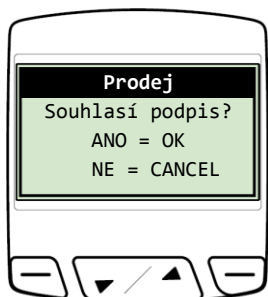 Prodej
Souhlasí podpis?
ANO = OK
NE = CANCEL